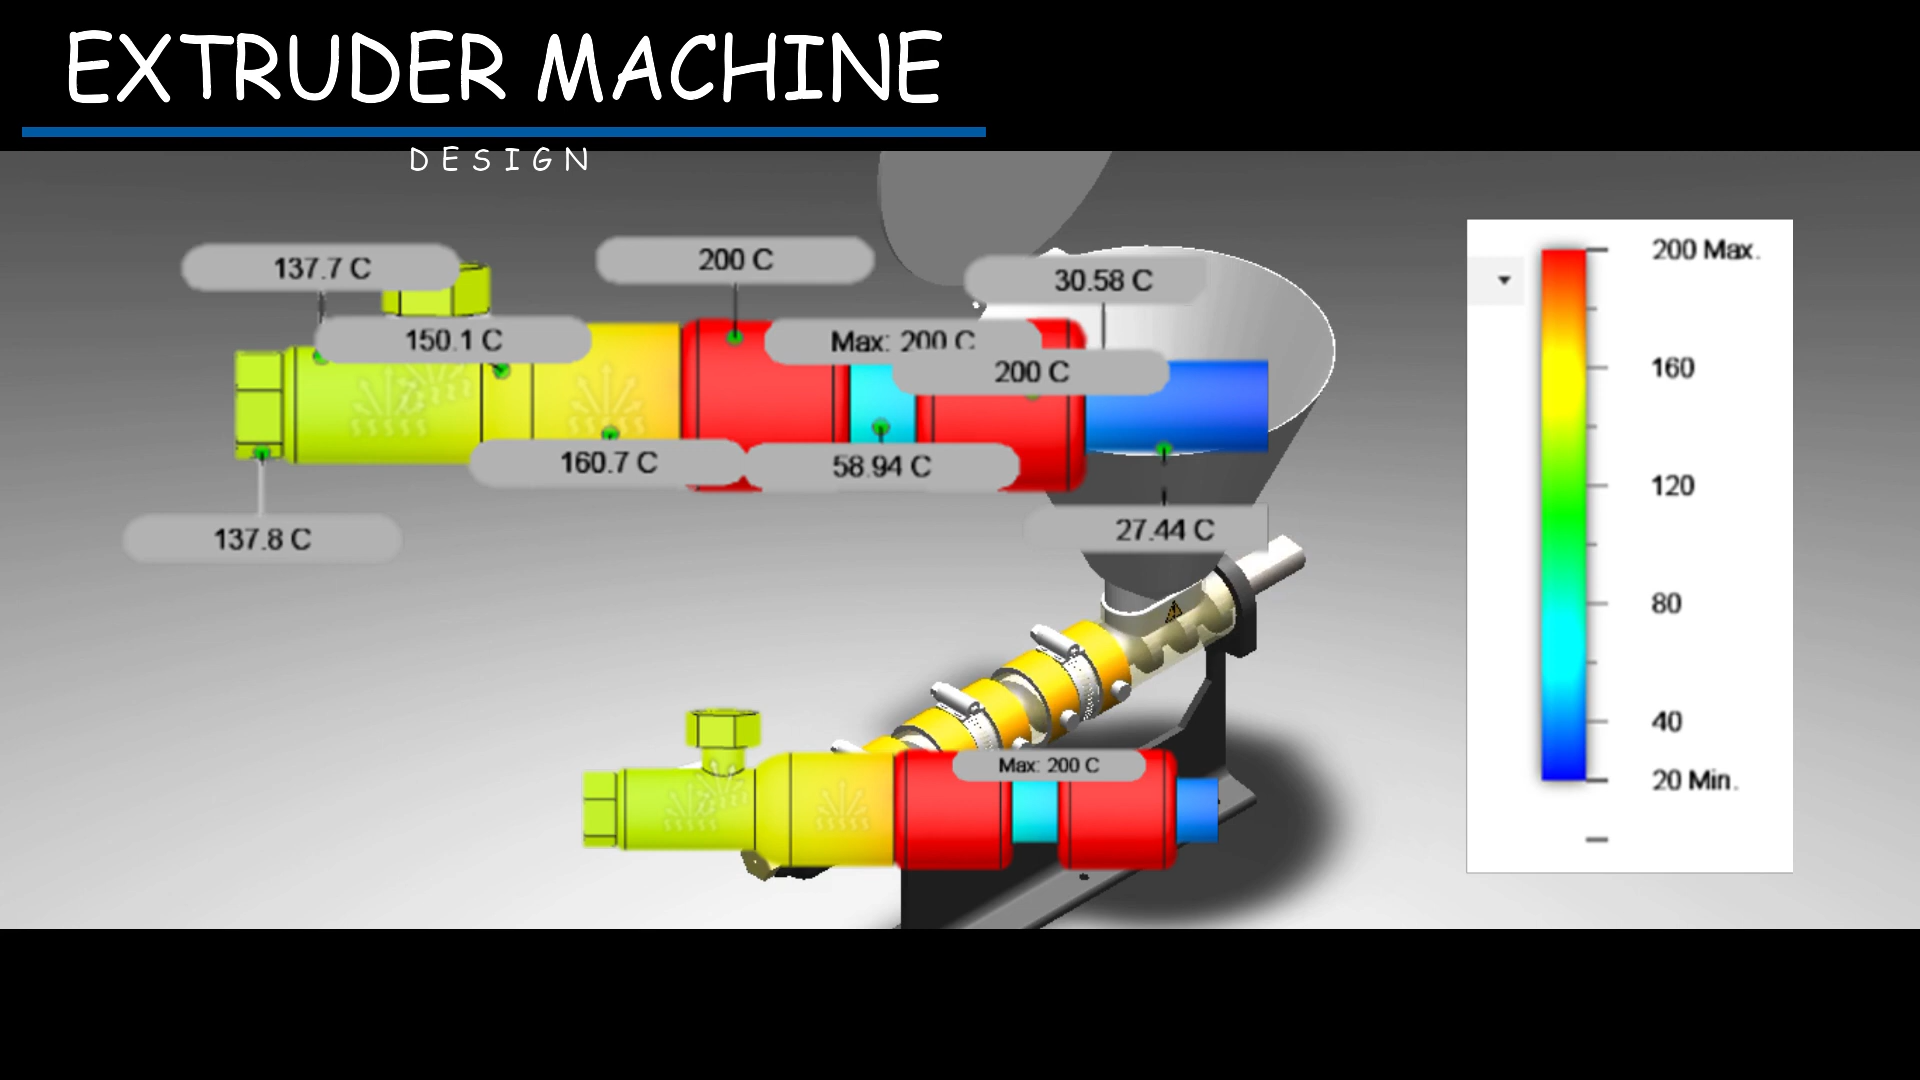 EXTRUDER MACHINE
DESIGN
137.7 C
200 C
30.58 C
150.1 C
Max: 200 C
200 C
160.7 C
58.94 C
137.8 C
27.44 C
Max: 200 C
200 Max.
160
120
80
40
20 Min.